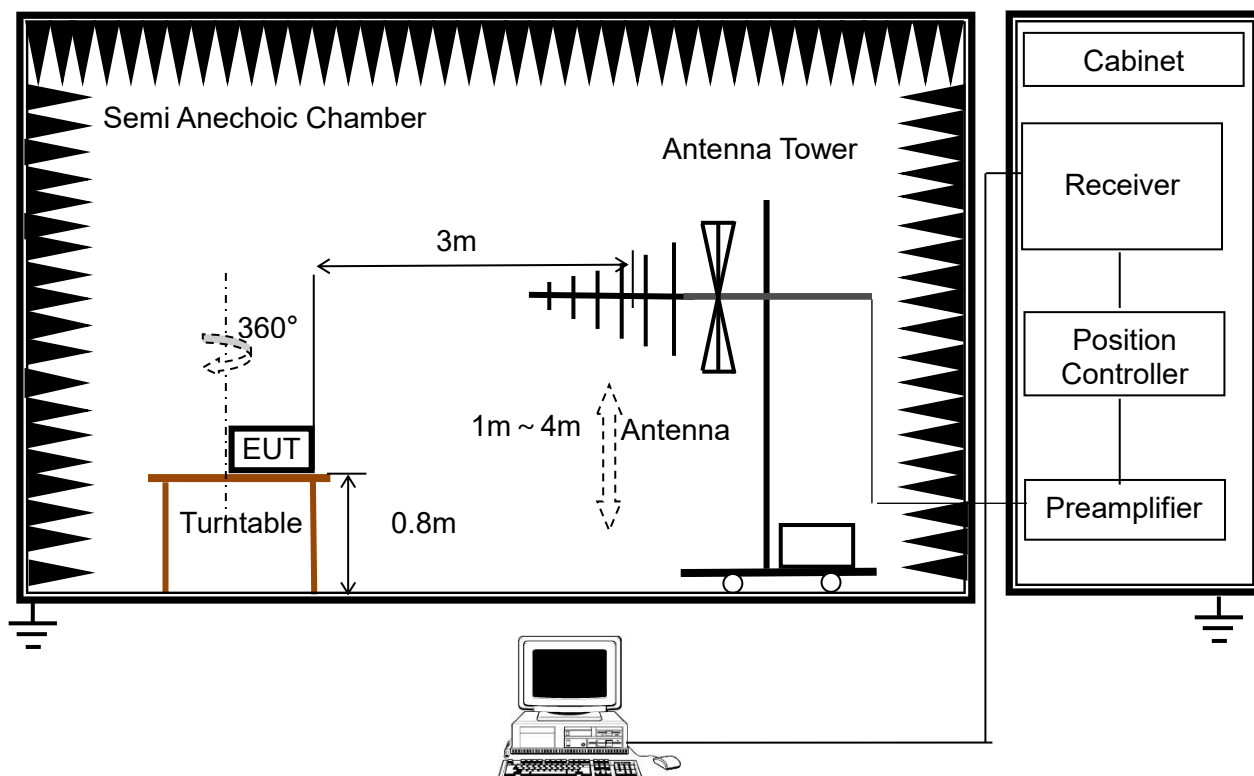 Cabinet
Semi Anechoic Chamber
Antenna Tower
Receiver
3m
360°
Position
Controller
1m ~ 4m
Antenna
EUT
Turntable
0.8m
Preamplifier